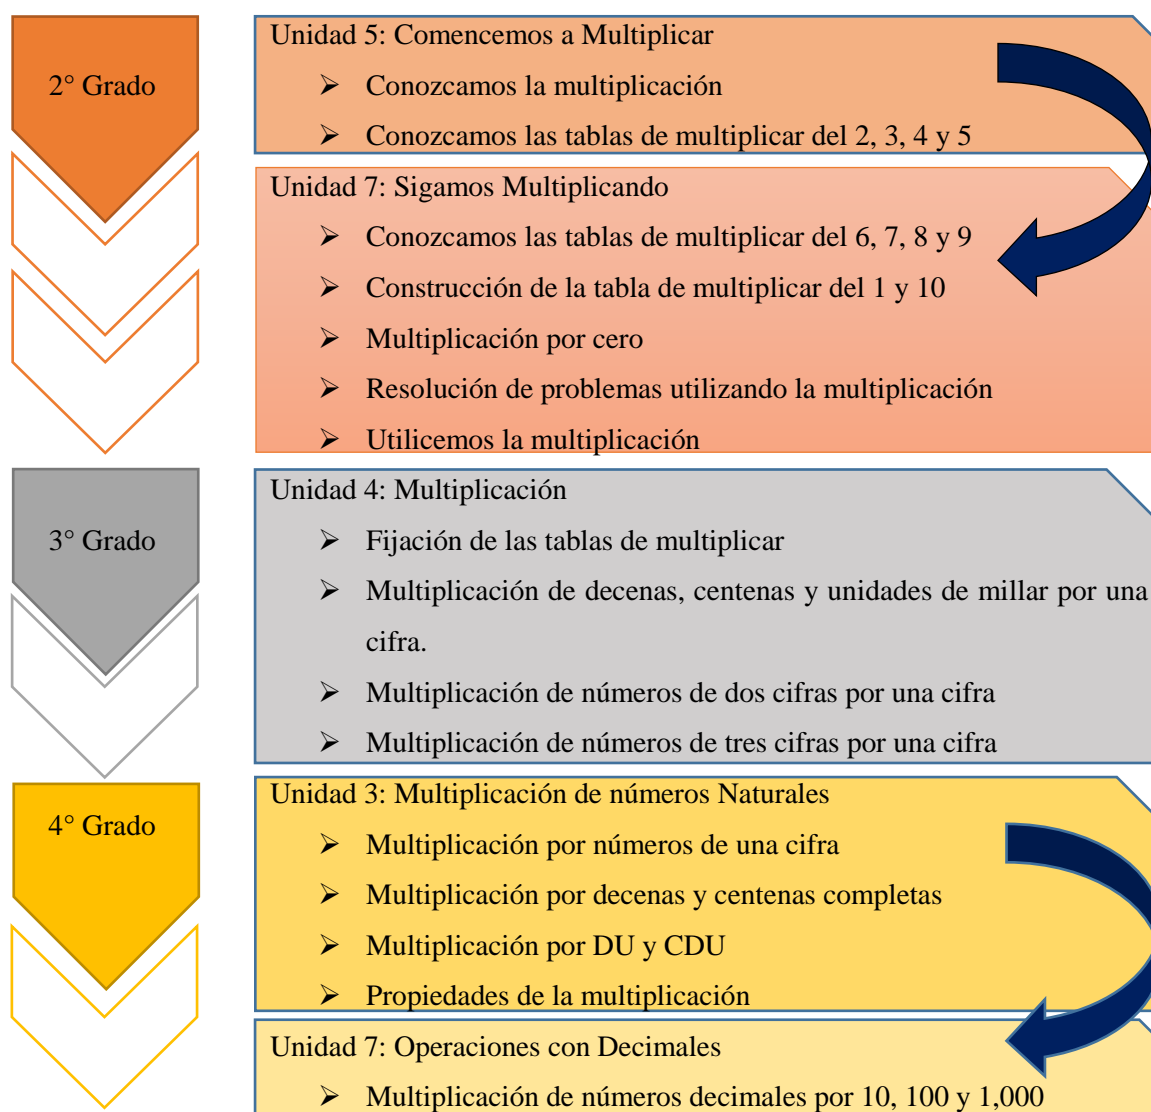 2° Grado
Unidad 5: Comencemos a Multiplicar
➢ Conozcamos la multiplicación
➢ Conozcamos las tablas de multiplicar del 2, 3, 4 y 5
Unidad 7: Sigamos Multiplicando
➢ Conozcamos las tablas de multiplicar del 6, 7, 8 y 9
➢ Construcción de la tabla de multiplicar del 1 y 10
➢ Multiplicación por cero
➢ Resolución de problemas utilizando la multiplicación
➢ Utilicemos la multiplicación
3° Grado
Unidad 4: Multiplicación
➢ Fijación de las tablas de multiplicar
➢ Multiplicación de decenas, centenas y unidades de millar por una
cifra.
➢ Multiplicación de números de dos cifras por una cifra
➢ Multiplicación de números de tres cifras por una cifra
4° Grado
Unidad 3: Multiplicación de números Naturales
➢ Multiplicación por números de una cifra
➢ Multiplicación por decenas y centenas completas
➢ Multiplicación por DU y CDU
➢ Propiedades de la multiplicación
Unidad 7: Operaciones con Decimales
➢ Multiplicación de números decimales por 10, 100 y 1,000